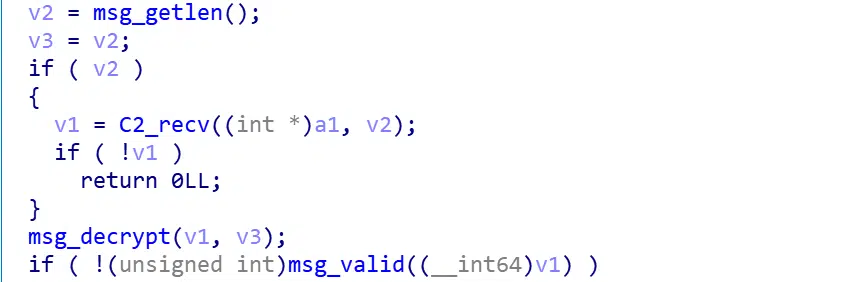 v2 = msg_getlen();
v3 = v2;
if ( v2 )
{
v1 = C2_recv((int *)a1, v2);
if ( !v1 )
return 0LL;
}
msg_decrypt(v1, v3);
if ( !(unsigned int)msg_valid((__int64)v1) )